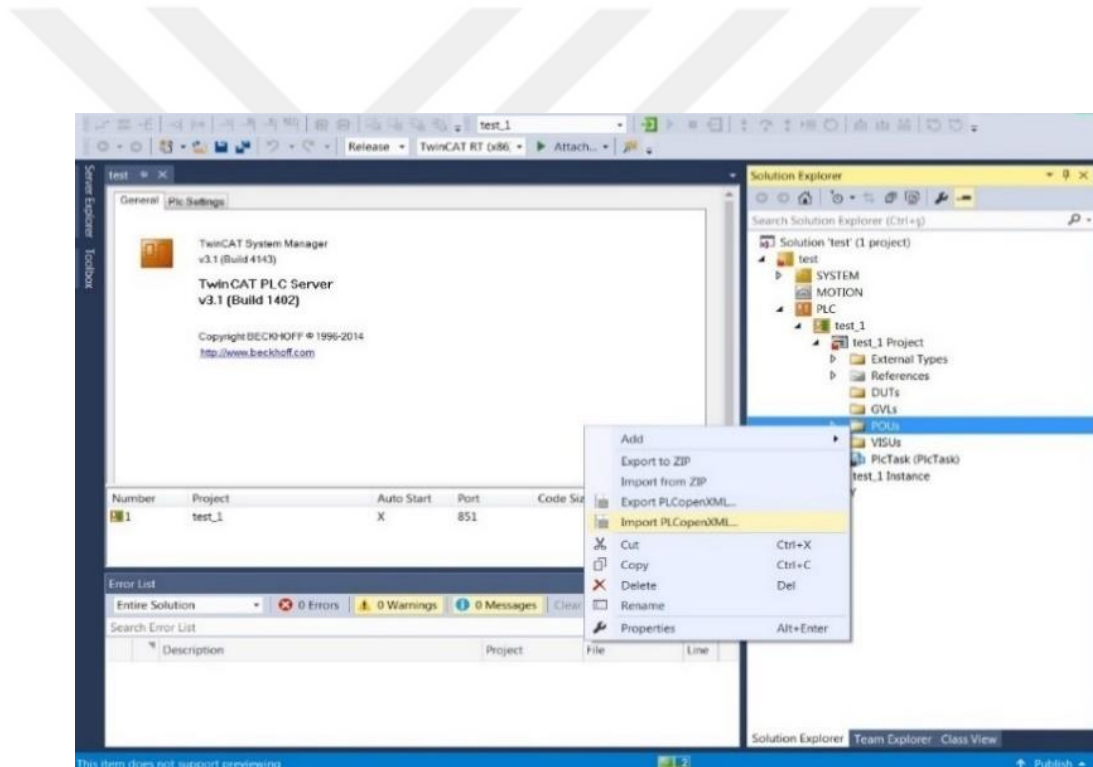 test_1
Release TwinCAT RT (x86, Attach...
Server Explorer
Toolbox
test
General Plc Settings
TwinCAT System Manager
v3.1 (Build 4143)
TwinCAT PLC Server
v3.1 (Build 1402)
Copyright BECKHOFF © 1996-2014
http://www.beckhoff.com
Number Project Auto Start Port Code Siz
1 test_1 X 851
Error List
Entire Solution 0 Errors 0 Warnings 0 Messages Clear
Search Error List
Description Project File Line
Add
Export to ZIP
Import from ZIP
Export PLCopenXML...
Import PLCopenXML...
Cut Ctrl+X
Copy Ctrl+C
Delete Del
Rename
Properties Alt+Enter
Solution Explorer
Search Solution Explorer (Ctrl+ş)
Solution 'test' (1 project)
test
SYSTEM
MOTION
PLC
test_1
test_1 Project
External Types
References
DUTs
GVLs
POUs
VISUs
PlcTask (PlcTask)
test_1 Instance
Solution Explorer Team Explorer Class View
This item does not support previewing 2 Publish